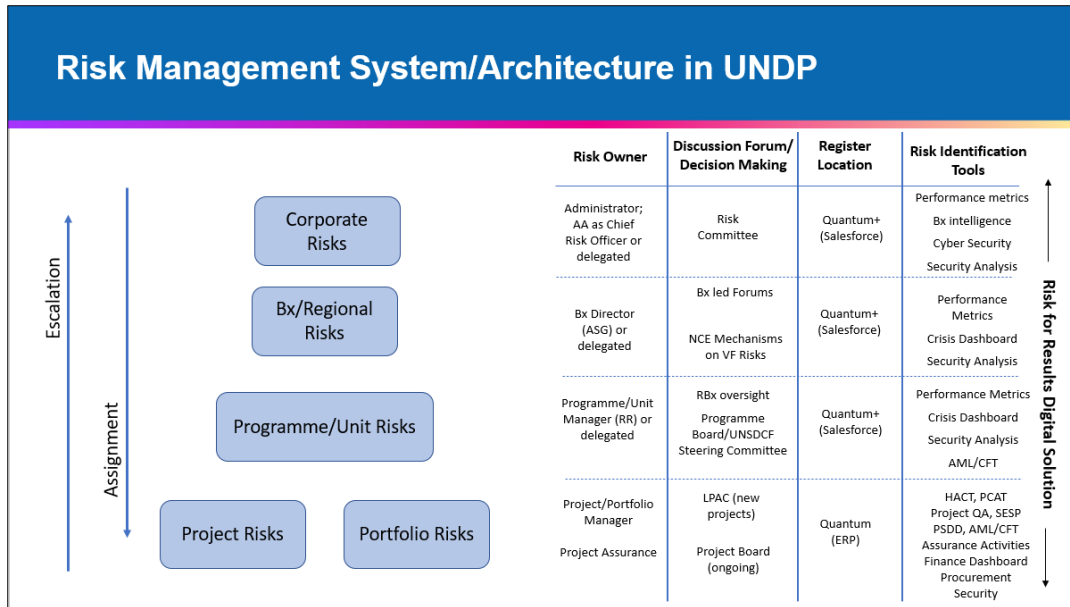 Risk Management System/Architecture in UNDP
Escalation
Assignment
Corporate
Risks
Bx/Regional
Risks
Programme/Unit Risks
Project Risks
Portfolio Risks
Risk Owner
Discussion Forum/
Decision Making
Register
Location
Risk Identification
Tools
Administrator;
AA as Chief
Risk Officer or
delegated
Risk
Committee
Quantum+
(Salesforce)
Performance metrics
Bx intelligence
Cyber Security
Security Analysis
Bx Director
(ASG) or
delegated
Bx led Forums
NCE Mechanisms
on VF Risks
Quantum+
(Salesforce)
Performance
Metrics
Crisis Dashboard
Security Analysis
Programme/Unit
Manager (RR) or
delegated
RBx oversight
Programme
Board/UNSDCF
Steering Committee
Quantum+
(Salesforce)
Performance Metrics
Crisis Dashboard
Security Analysis
AML/CFT
Project/Portfolio
Manager
Project Assurance
LPAC (new
projects)
Project Board
(ongoing)
Quantum
(ERP)
HACT, PCAT
Project QA, SESP
PSDD, AML/CFT
Assurance Activities
Finance Dashboard
Procurement
Security
Risk for Results Digital Solution